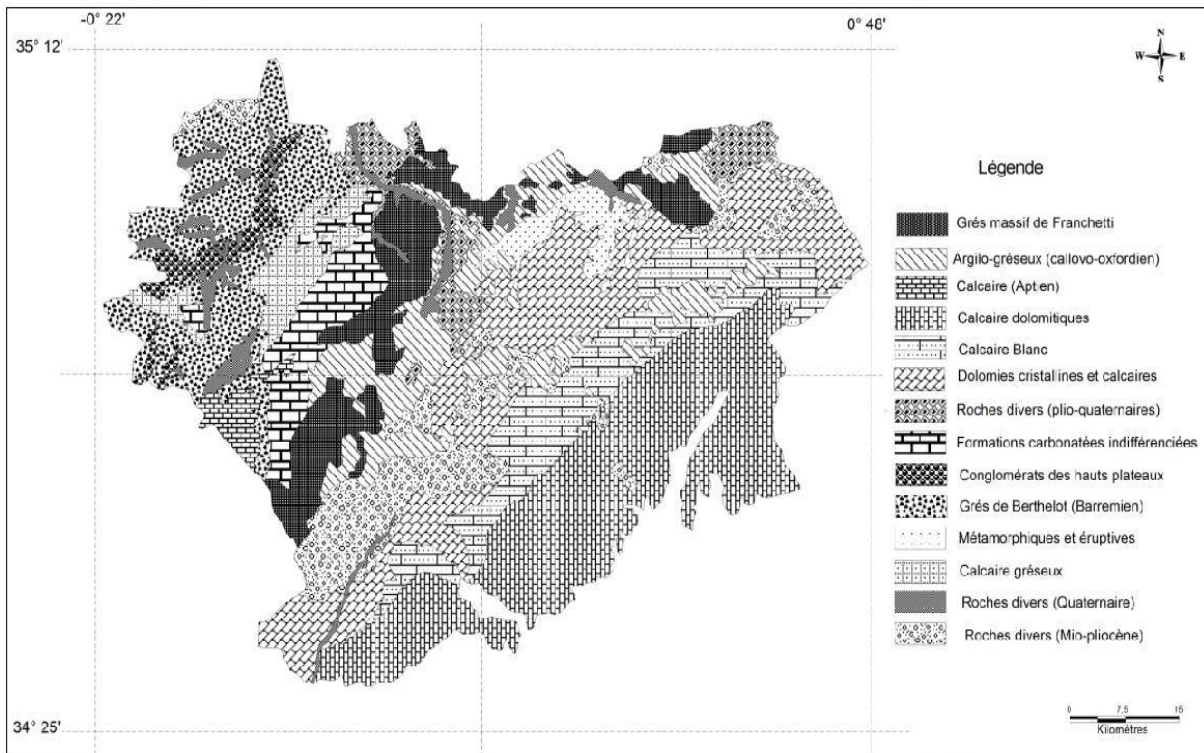 -0° 22'
0° 48'
35° 12'
N
W E
S
Légende
Grés massif de Franchetti
Argilo-gréseux (callovo-oxfordien)
Calcaire (Aptien)
Calcaire dolomitiques
Calcaire Blanc
Dolomies cristallines et calcaires
Roches divers (plio-quaternaires)
Formations carbonatées indifférenciées
Conglomérats des hauts plateaux
Grés de Berthelot (Barremien)
Métamorphiques et éruptives
Calcaire gréseux
Roches divers (Quaternaire)
Roches divers (Mio-pliocène)
34° 25'
0 7,5 15
Kilomètres